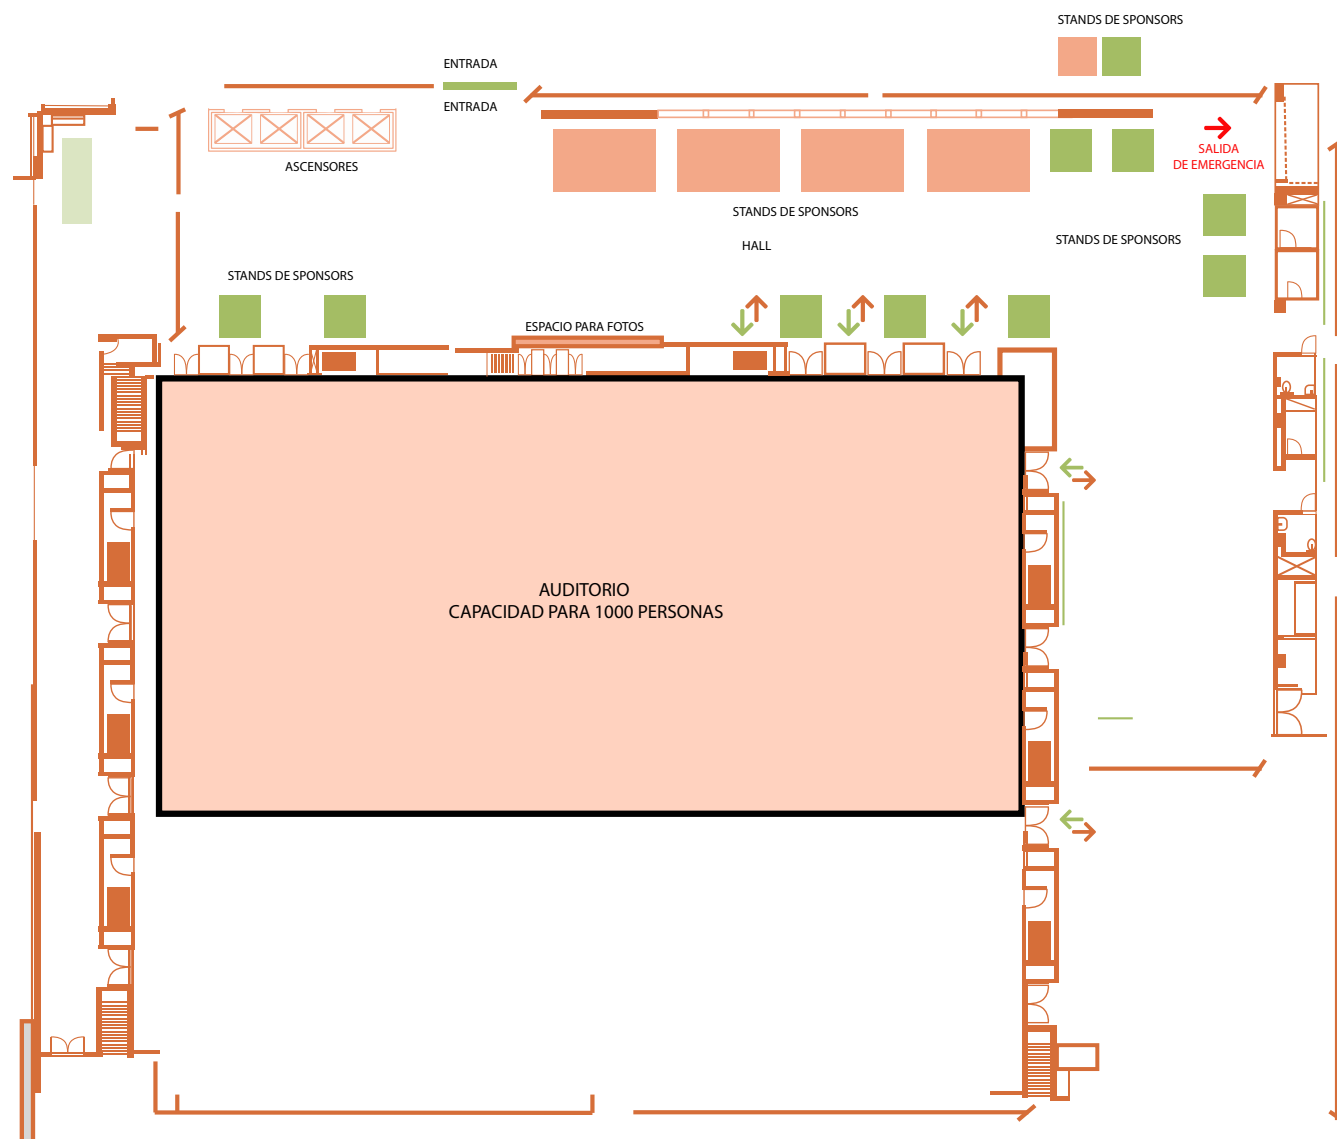 STANDS DE SPONSORS
ENTRADA
ENTRADA
ASCENSORES
SALIDA
DE EMERGENCIA
STANDS DE SPONSORS
HALL
STANDS DE SPONSORS
STANDS DE SPONSORS
ESPACIO PARA FOTOS
AUDITORIO
CAPACIDAD PARA 1000 PERSONAS